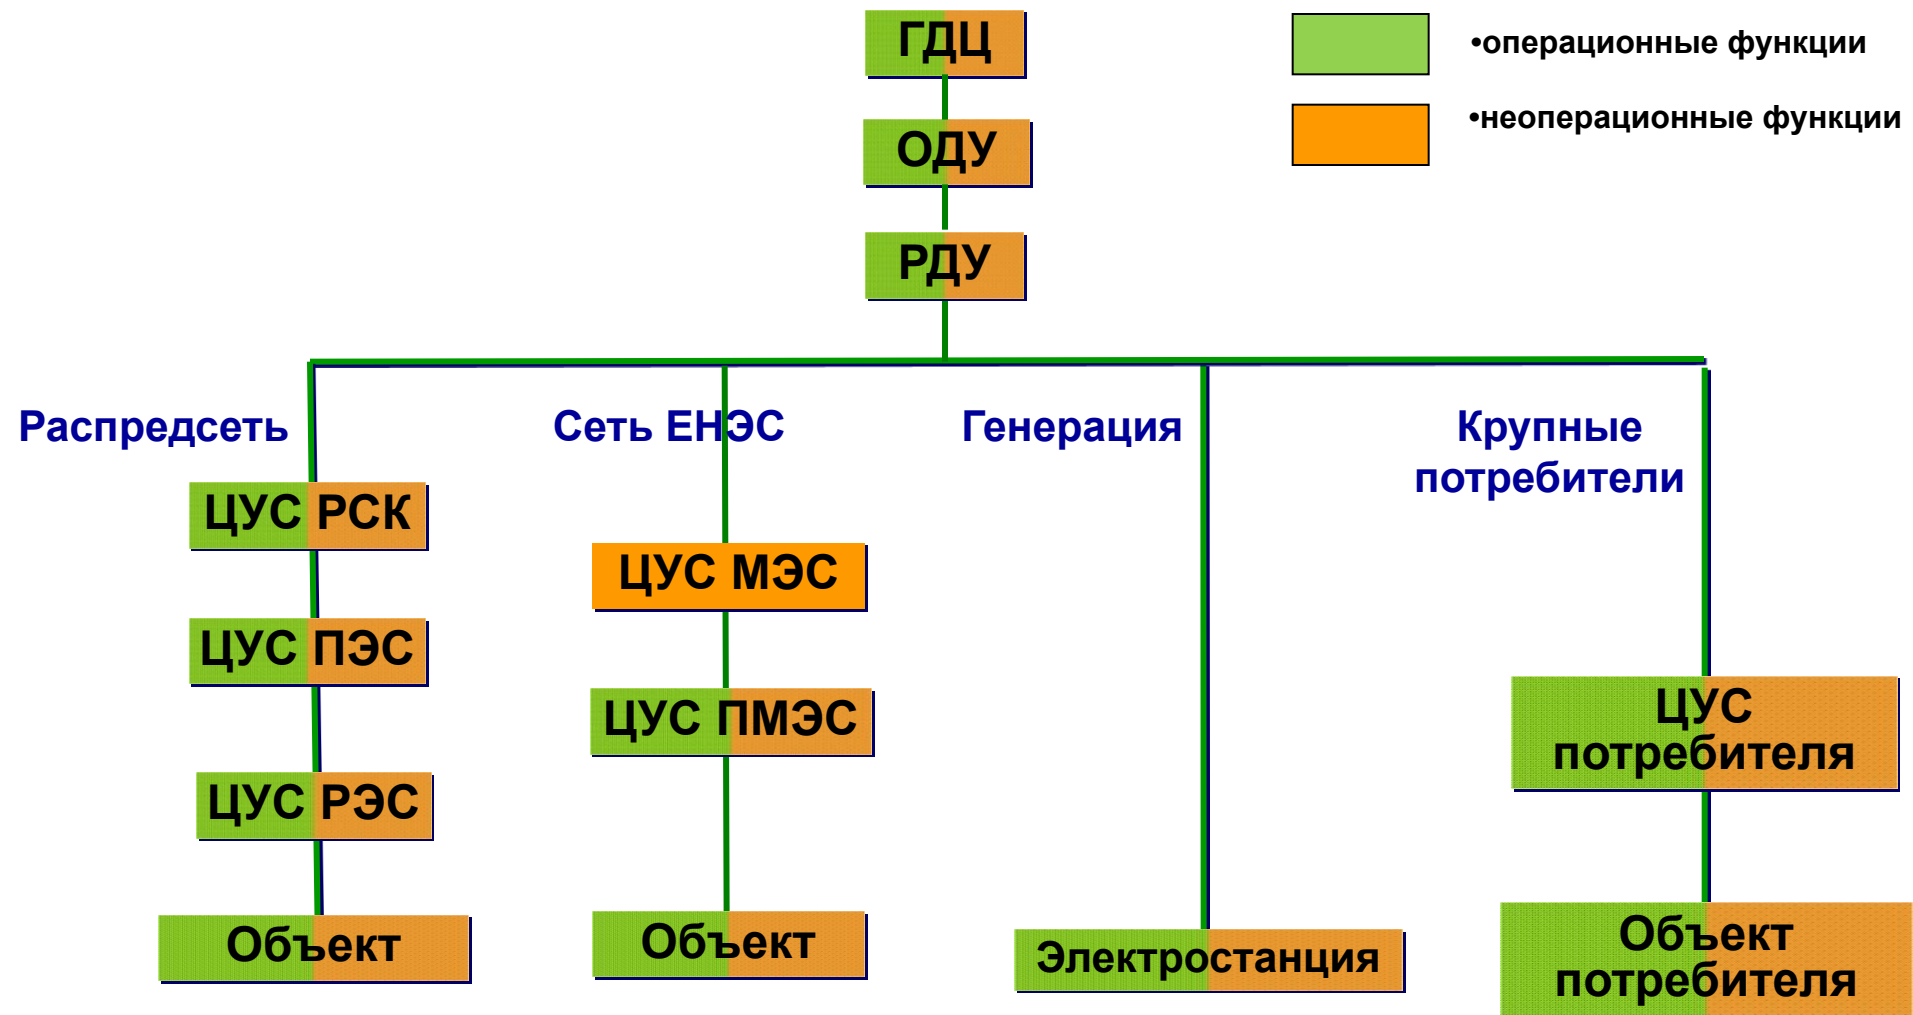 ГДЦ
•операционные функции
•неоперационные функции
ОДУ
РДУ
Распредсеть
Сеть ЕНЭС
Генерация
Крупные
потребители
ЦУС РСК
ЦУС МЭС
ЦУС ПЭС
ЦУС ПМЭС
ЦУС
потребителя
ЦУС РЭС
Объект
Объект
Электростанция
Объект
потребителя